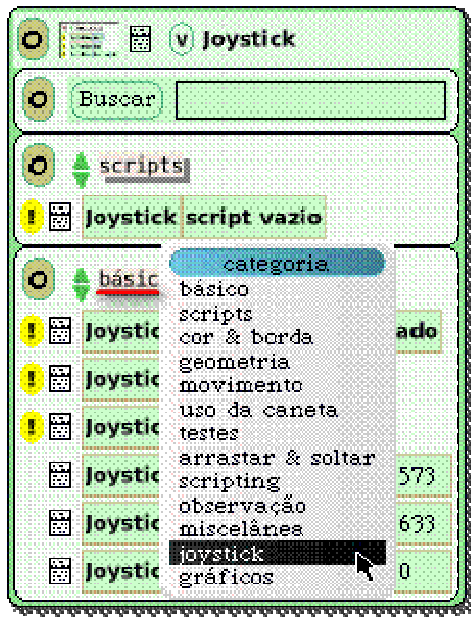 v Joystick
Buscar
scripts
! Joystick script vazio
básic
categoria
básico
scripts
cor & borda
geometria
movimento
uso da caneta
testes
arrastar & soltar
scripting
observação
miscelânea
joystick
gráficos
! Joystic ado
! Joystic
! Joystic
Joystic 573
Joystic 633
Joystic 0